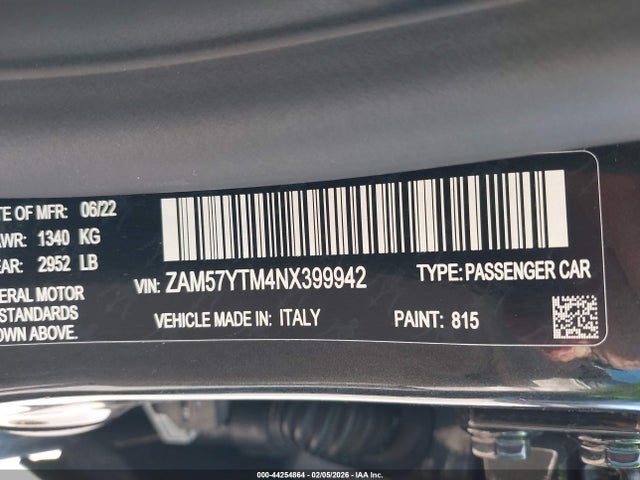 TE OF MFR: 06/22
WR: 1340 KG
EAR: 2952 LB
ERAL MOTOR
STANDARDS
OWN ABOVE.
VIN: ZAM57YTM4NX399942
TYPE: PASSENGER CAR
VEHICLE MADE IN: ITALY
PAINT: 815
000-44254864 - 02/05/2026 - IAA Inc.